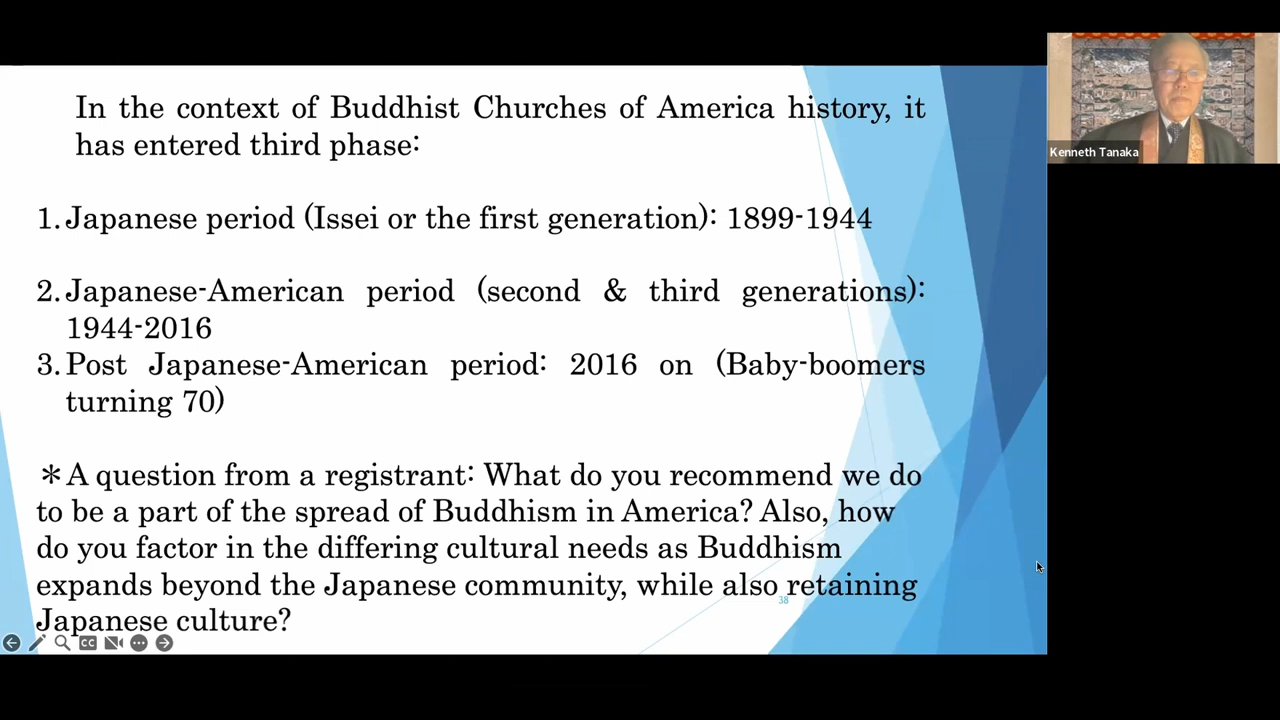 In the context of Buddhist Churches of America history, it
has entered third phase:
1. Japanese period (Issei or the first generation): 1899-1944
2. Japanese-American period (second & third generations):
1944-2016
3. Post Japanese-American period: 2016 on (Baby-boomers
turning 70)
＊A question from a registrant: What do you recommend we do
to be a part of the spread of Buddhism in America? Also, how
do you factor in the differing cultural needs as Buddhism
expands beyond the Japanese community, while also retaining
Japanese culture?
38
CC
Kenneth Tanaka